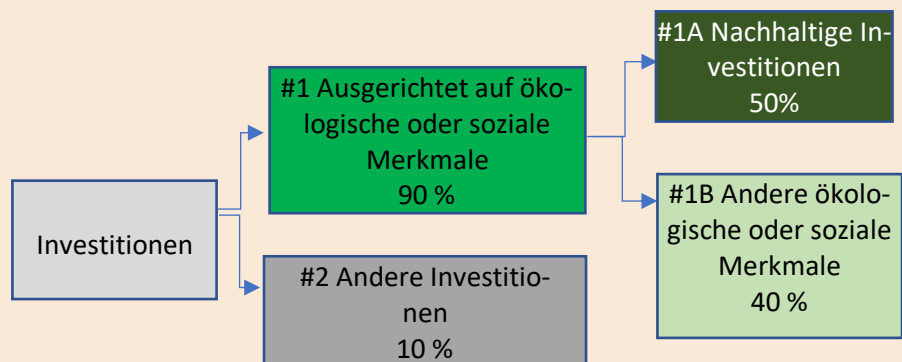 Investitionen
#1 Ausgerichtet auf öko-
logische oder soziale
Merkmale
90 %
#2 Andere Investitio-
nen
10 %
#1A Nachhaltige In-
vestitionen
50%
#1B Andere ökolo-
gische oder soziale
Merkmale
40 %